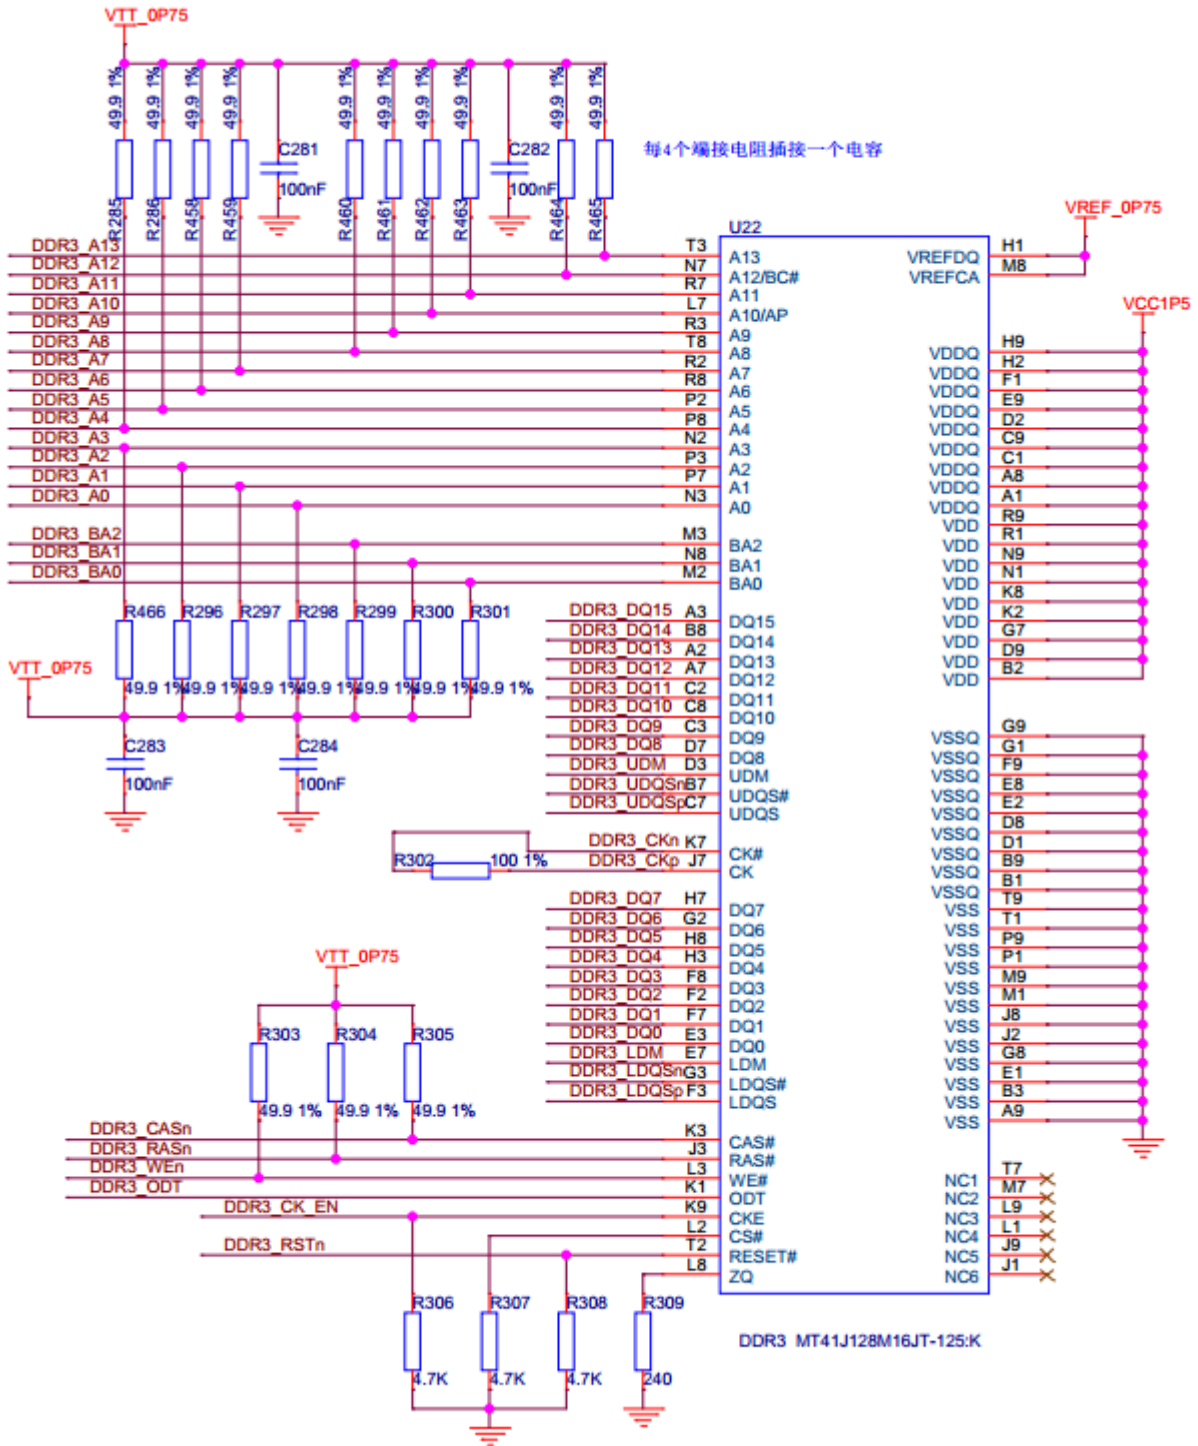 VTT_0P75
49.9 1% 49.9 1% 49.9 1% 49.9 1% 49.9 1% 49.9 1% 49.9 1% 49.9 1% 49.9 1% 49.9 1%
C281 C282
100nF 100nF
R285 R286 R458 R459 R460 R461 R462 R463 R464 R465
每4个端接电阻插接一个电容
U22
VREF_0P75
DDR3_A13 T3 A13 VREFDQ H1
DDR3_A12 N7 A12/BC# VREFCA M8
DDR3_A11 R7 A11
DDR3_A10 L7 A10/AP
VCC1P5
DDR3_A9 R3 A9
DDR3_A8 T8 A8 VDDQ H9
DDR3_A7 R2 A7 VDDQ H2
DDR3_A6 R8 A6 VDDQ F1
DDR3_A5 P2 A5 VDDQ E9
DDR3_A4 P8 A4 VDDQ D2
DDR3_A3 N2 A3 VDDQ C9
DDR3_A2 P3 A2 VDDQ C1
DDR3_A1 P7 A1 VDDQ A8
DDR3_A0 N3 A0 VDDQ A1
VDD R9
DDR3_BA2 M3 BA2 VDD R1
DDR3_BA1 N8 BA1 VDD N9
DDR3_BA0 M2 BA0 VDD N1
VDD K8
R466 R296 R297 R298 R299 R300 R301
DDR3_DQ15 A3 DQ15 VDD K2
DDR3_DQ14 B8 DQ14 VDD G7
DDR3_DQ13 A2 DQ13 VDD D9
DDR3_DQ12 A7 DQ12 VDD B2
VTT_0P75
49.9 1% 49.9 1% 49.9 1% 49.9 1% 49.9 1% 49.9 1% 49.9 1%
DDR3_DQ11 C2 DQ11
DDR3_DQ10 C8 DQ10
DDR3_DQ9 C3 DQ9 VSSQ G9
DDR3_DQ8 D7 DQ8 VSSQ G1
DDR3_UDM D3 UDM VSSQ F9
DDR3_UDQSn B7 UDQS# VSSQ E8
DDR3_UDQSp C7 UDQS VSSQ E2
C283 C284
100nF 100nF
VSSQ D8
DDR3_CKn K7 CK# VSSQ D1
R302 100 1% DDR3_CKp J7 CK VSSQ B9
VSSQ B1
DDR3_DQ7 H7 DQ7 VSS T9
DDR3_DQ6 G2 DQ6 VSS T1
DDR3_DQ5 H8 DQ5 VSS P9
DDR3_DQ4 H3 DQ4 VSS P1
DDR3_DQ3 F8 DQ3 VSS M9
DDR3_DQ2 F2 DQ2 VSS M1
DDR3_DQ1 F7 DQ1 VSS J8
DDR3_DQ0 E3 DQ0 VSS J2
DDR3_LDM E7 LDM VSS G8
DDR3_LDQSn G3 LDQS# VSS E1
DDR3_LDQSp F3 LDQS VSS B3
VSS A9
VTT_0P75
R303 R304 R305
49.9 1% 49.9 1% 49.9 1%
DDR3_CASn K3 CAS#
DDR3_RASn J3 RAS#
DDR3_WEn L3 WE# NC1 T7
DDR3_ODT K1 ODT NC2 M7
DDR3_CK_EN K9 CKE NC3 L9
L2 CS# NC4 L1
DDR3_RSTn T2 RESET# NC5 J9
L8 ZQ NC6 J1
R306 R307 R308 R309
4.7K 4.7K 4.7K 240
DDR3 MT41J128M16JT-125:K